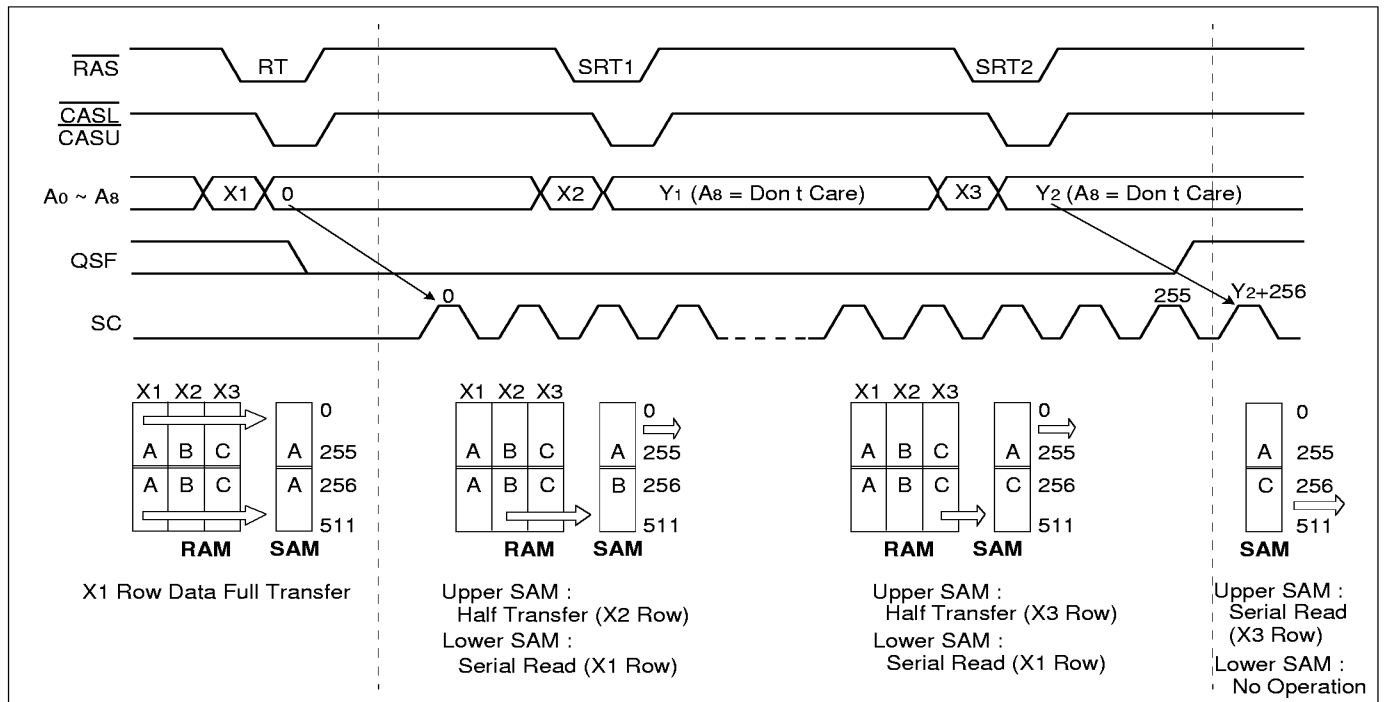 RAS RT SRT1 SRT2
CASL
CASU
A0 ~ A8 X1 0 X2 Y1 (A8 = Don t Care) X3 Y2 (A8 = Don t Care)
QSF
SC 0 255 Y2+256
X1 X2 X3 X1 X2 X3 X1 X2 X3
0 0 0 0
A B C A 255 A B C A 255 A B C A 255 A 255
A B C A 256 A B C B 256 A B C C 256 C 256
511 511 511 511
RAM SAM RAM SAM RAM SAM SAM
X1 Row Data Full Transfer
Upper SAM :
Half Transfer (X2 Row)
Lower SAM :
Serial Read (X1 Row)
Upper SAM :
Half Transfer (X3 Row)
Lower SAM :
Serial Read (X1 Row)
Upper SAM :
Serial Read
(X3 Row)
Lower SAM :
No Operation